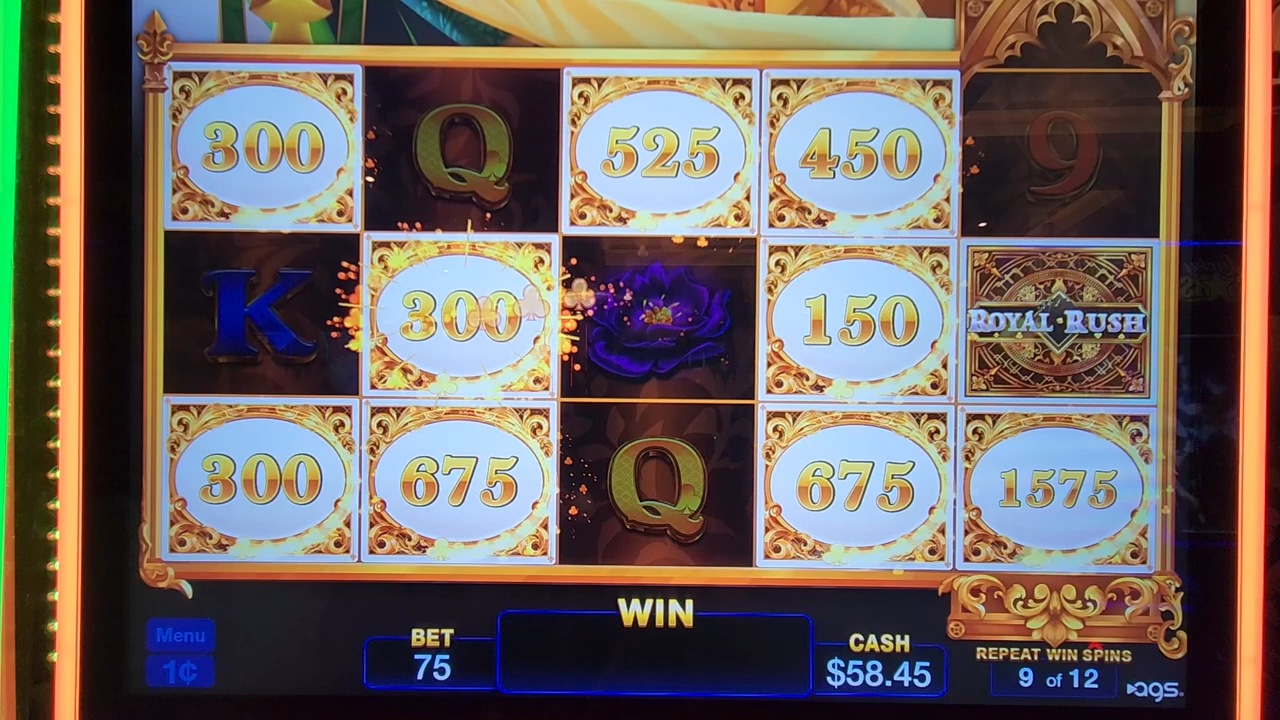 300 Q 525 450 9
K 300 150 ROYAL RUSH
300 675 Q 675 1575
WIN
Menu
1¢
BET
75
CASH
$58.45
REPEAT WIN SPINS
9 of 12
ags.